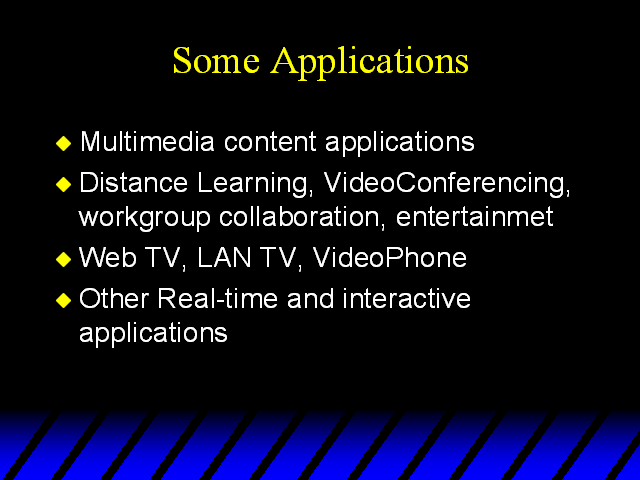 Some Applications
Multimedia content applications
Distance Learning, VideoConferencing,
workgroup collaboration, entertainmet
Web TV, LAN TV, VideoPhone
Other Real-time and interactive
applications